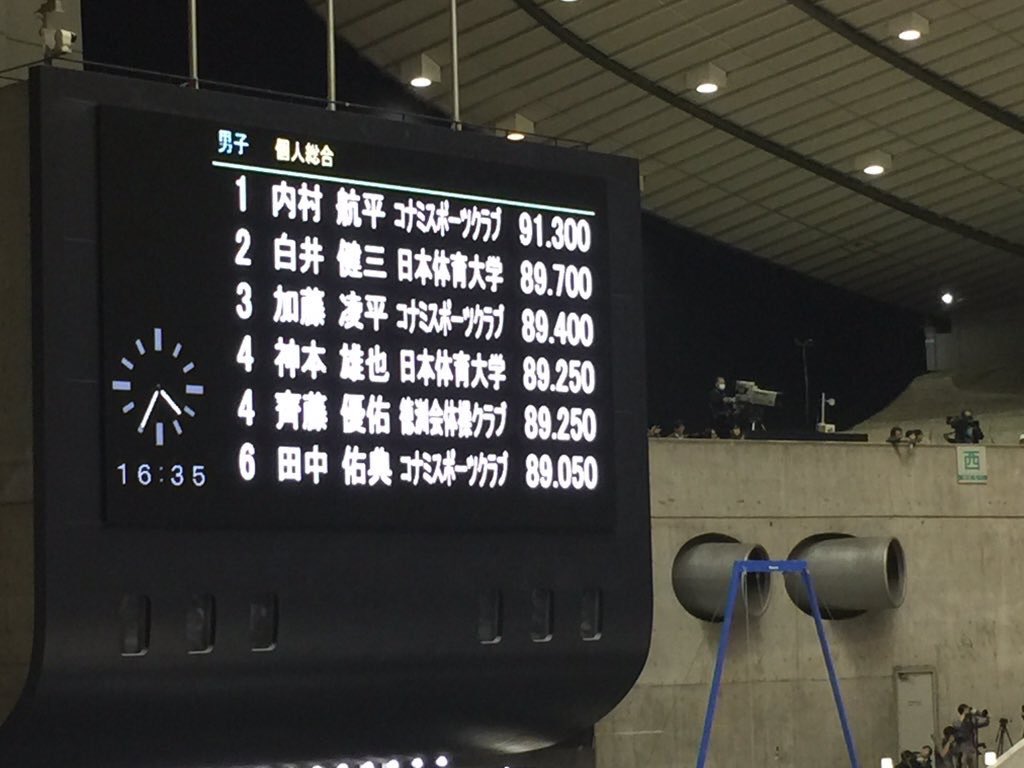 男子 個人総合
1 内村 航平 コナミスポーツクラブ 91.300
2 白井 健三 日本体育大学 89.700
3 加藤 凌平 コナミスポーツクラブ 89.400
4 神本 雄也 日本体育大学 89.250
4 齊藤 優佑 徳洲会体操クラブ 89.250
6 田中 佑典 コナミスポーツクラブ 89.050
16:35
西